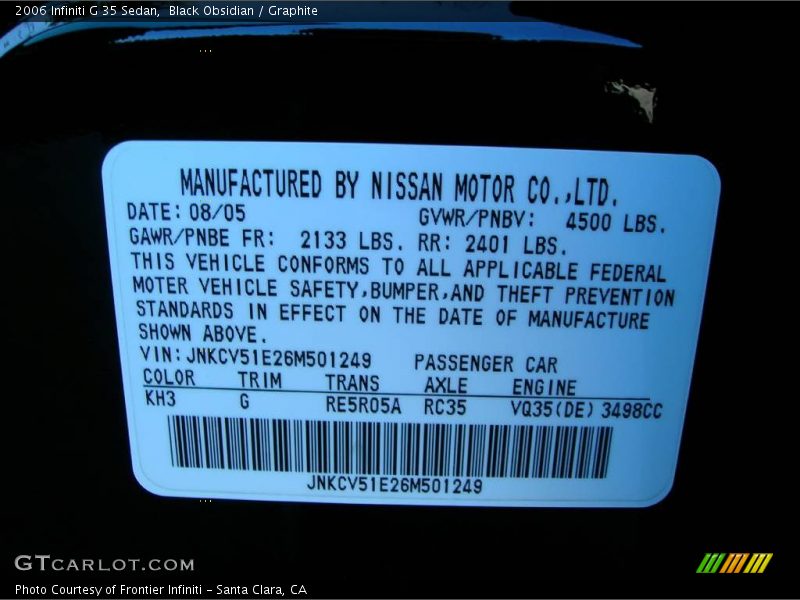 2006 Infiniti G 35 Sedan,  Black Obsidian / Graphite
MANUFACTURED BY NISSAN MOTOR CO.,LTD.
DATE: 08/05 GVWR/PNBV: 4500 LBS.
GAWR/PNBE FR: 2133 LBS. RR: 2401 LBS.
THIS VEHICLE CONFORMS TO ALL APPLICABLE FEDERAL
MOTER VEHICLE SAFETY,BUMPER,AND THEFT PREVENTION
STANDARDS IN EFFECT ON THE DATE OF MANUFACTURE
SHOWN ABOVE.
VIN: JNKCV51E26M501249 PASSENGER CAR
COLOR TRIM TRANS AXLE ENGINE
KH3 G RE5R05A RC35 VQ35(DE) 3498CC
JNKCV51E26M501249
GTCARLOT.COM
Photo Courtesy of Frontier Infiniti - Santa Clara, CA